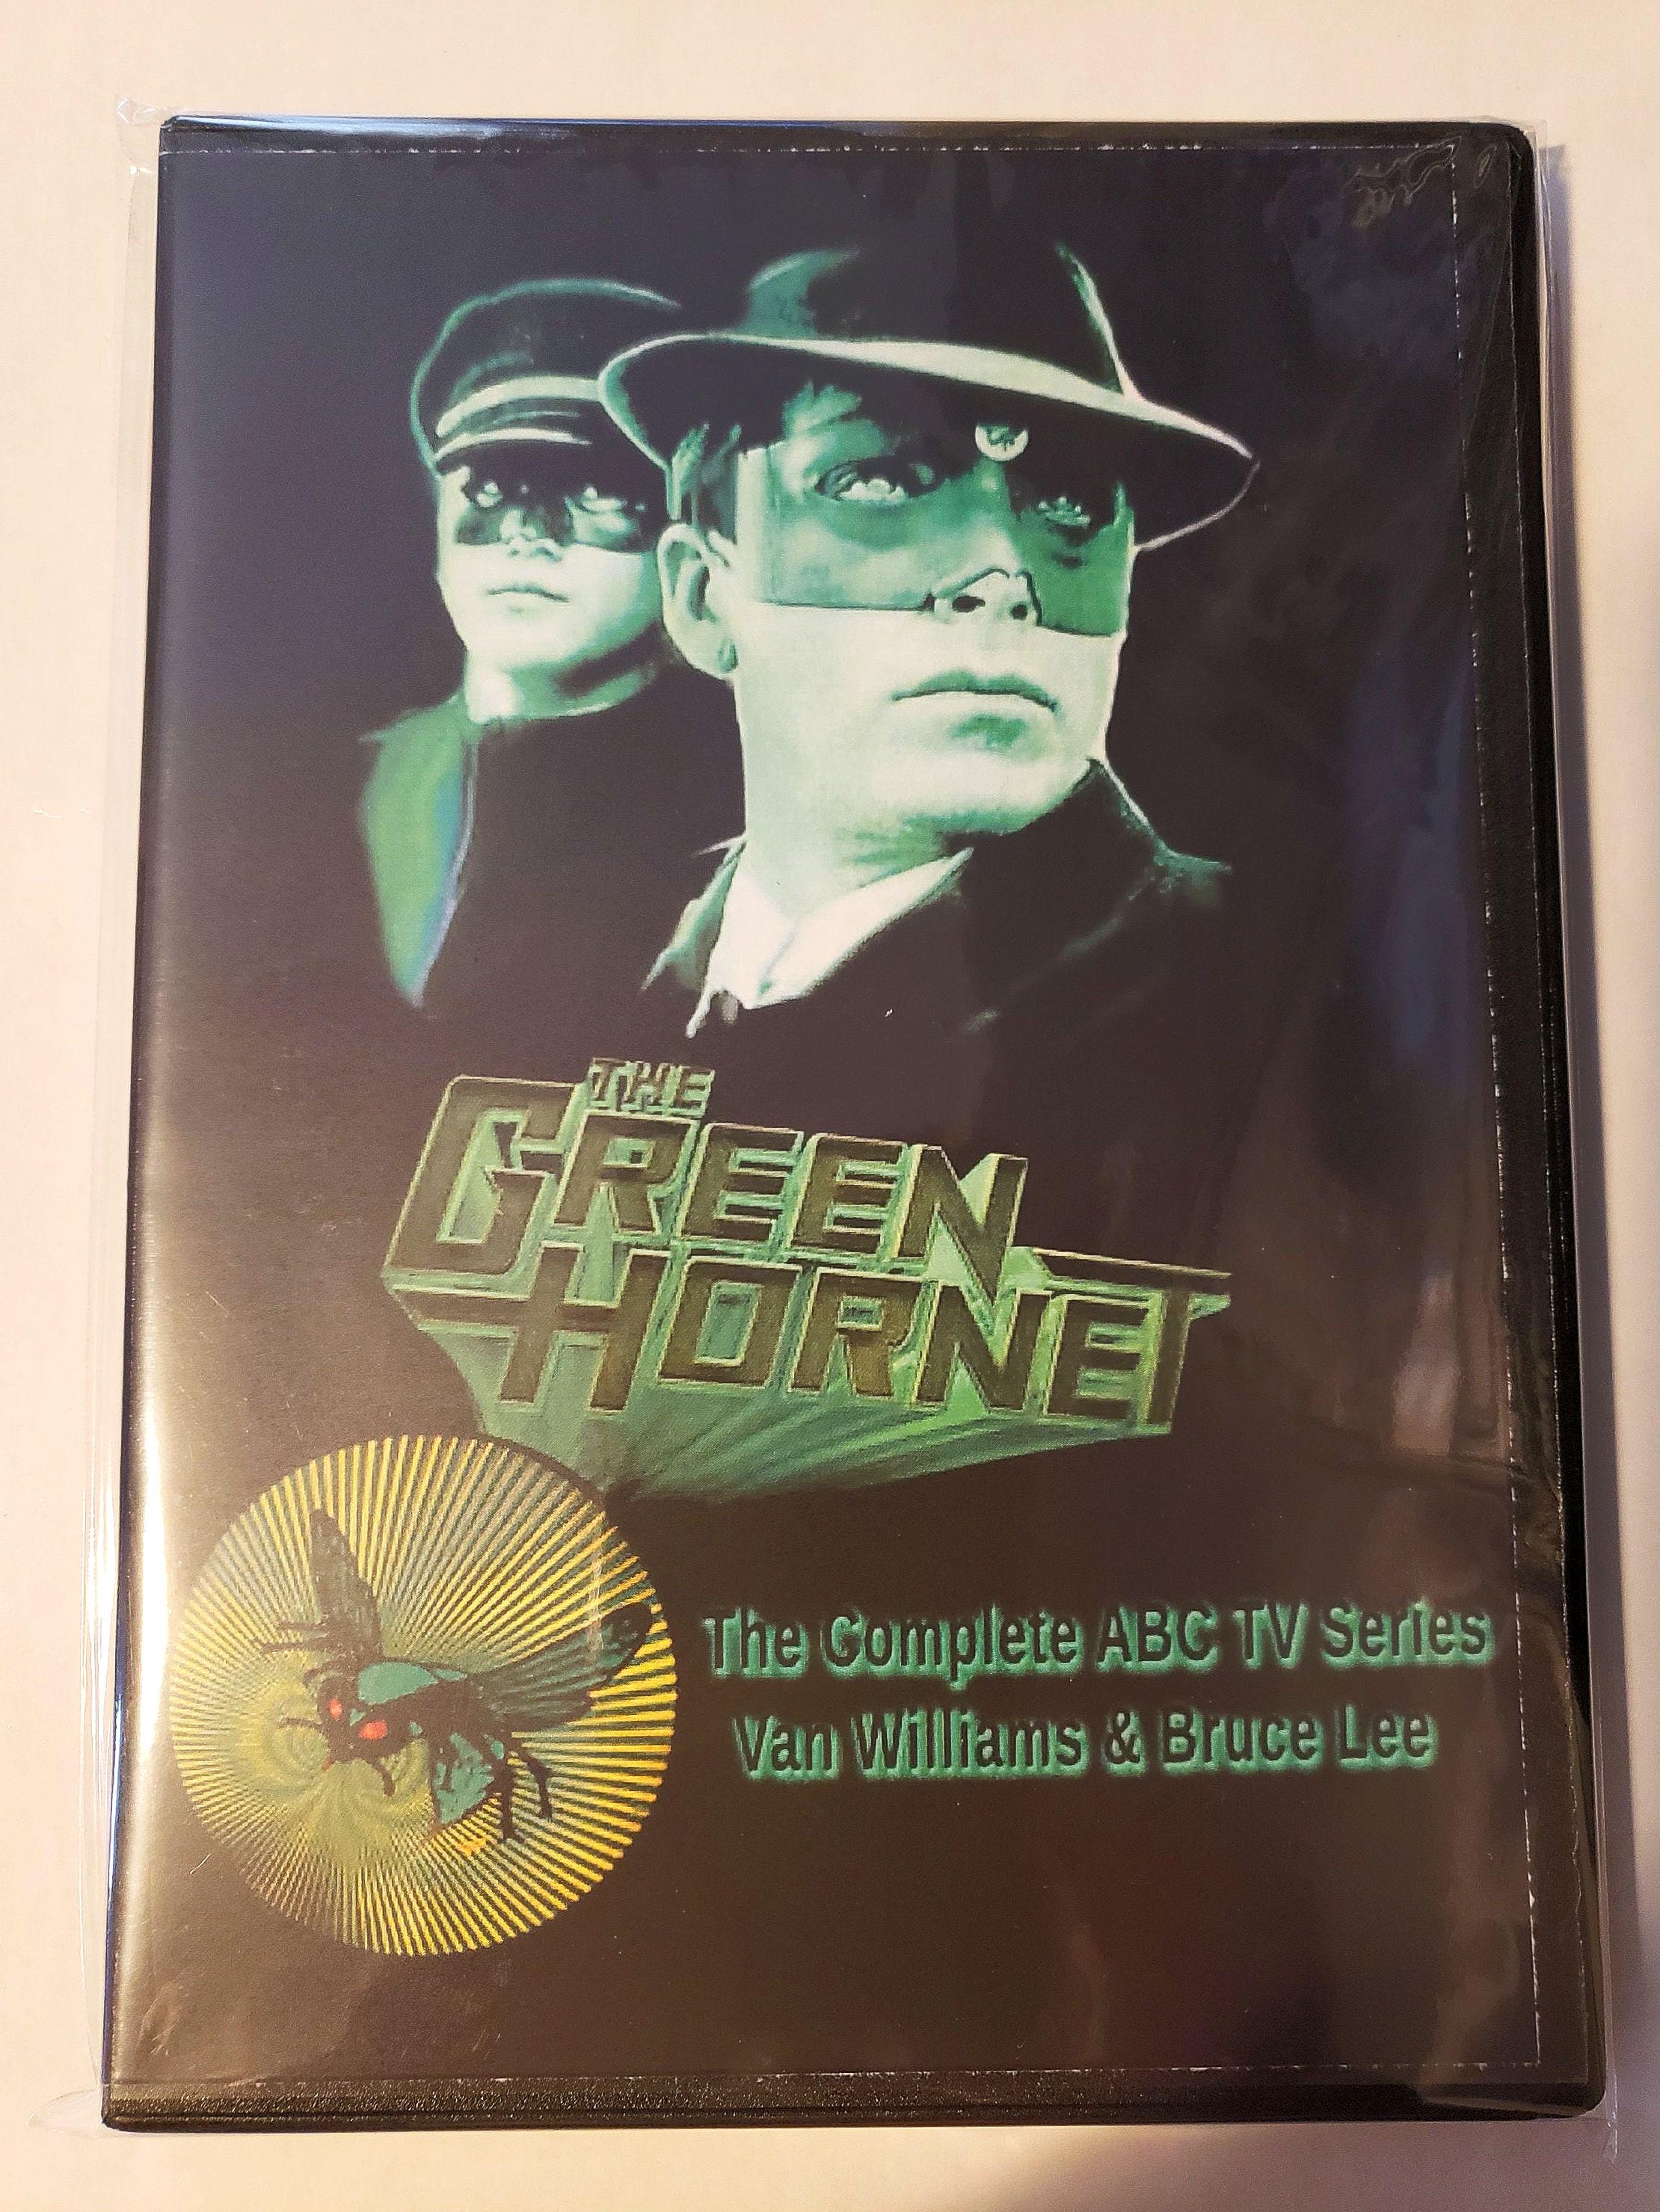 THE
GREEN
HORNET
The Complete ABC TV Series
Van Williams & Bruce Lee